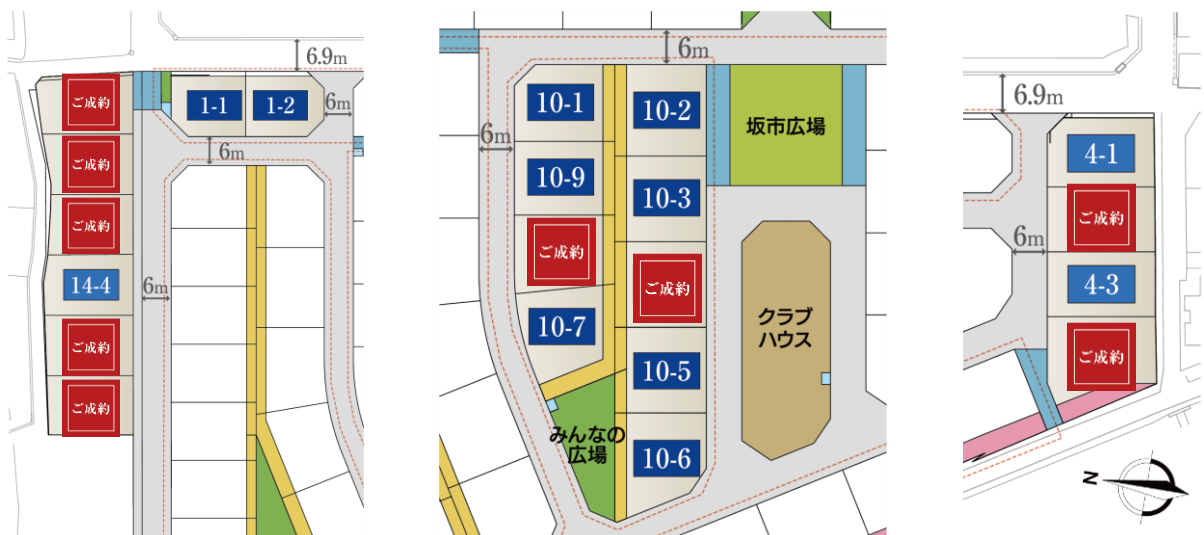 6.9m
ご成約
1-1
1-2
6m
6m
ご成約
ご成約
14-4
6m
ご成約
ご成約
6m
10-1
10-2
坂市広場
6m
10-9
10-3
ご成約
ご成約
10-7
クラブ
ハウス
10-5
みんなの
広場
10-6
6.9m
4-1
ご成約
6m
4-3
ご成約
N